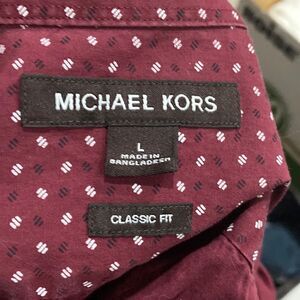 MICHAEL KORS
L
MADE IN
BANGLADESH
CLASSIC FIT